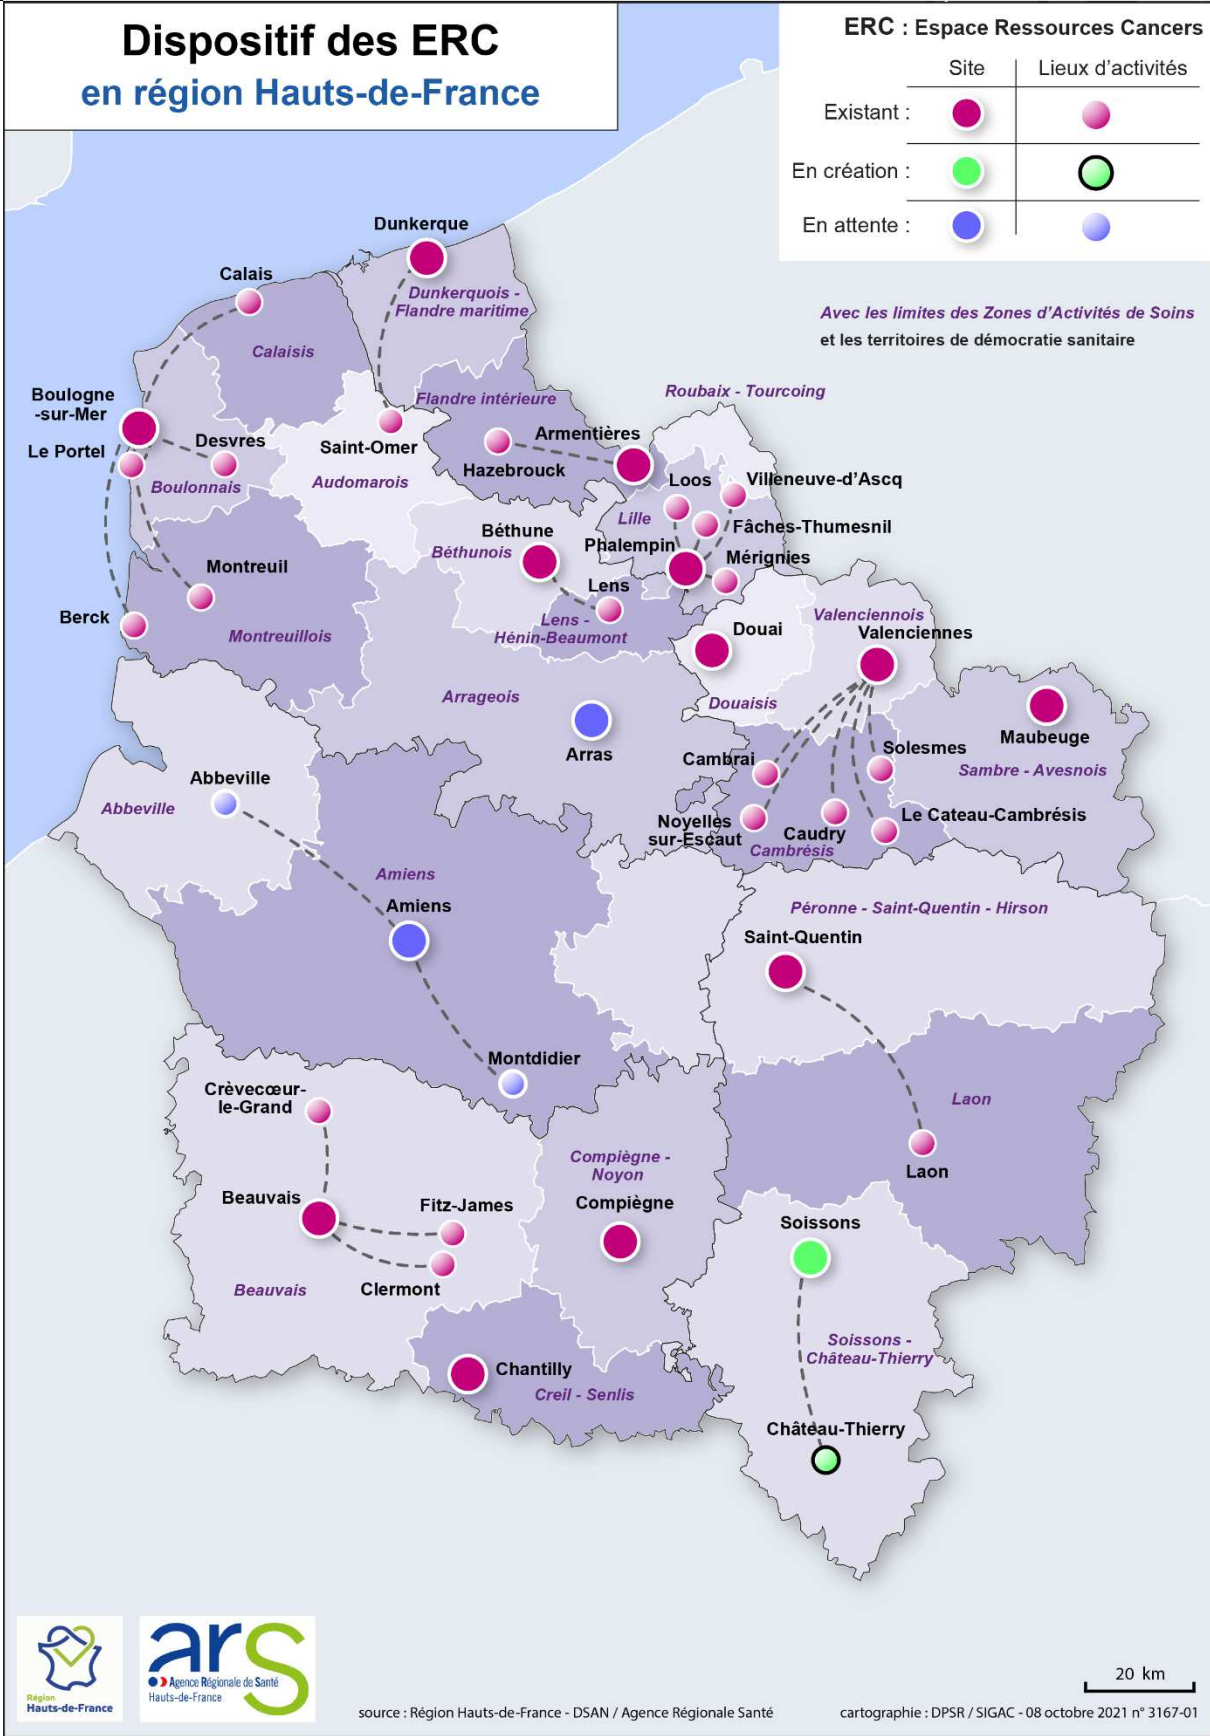 Dispositif des ERC
en région Hauts-de-France
ERC : Espace Ressources Cancers
Site
Lieux d'activités
Existant :
En création :
En attente :
Avec les limites des Zones d'Activités de Soins
et les territoires de démocratie sanitaire
Dunkerque
Dunkerquois -
Flandre maritime
Calais
Calaisis
Boulogne
-sur-Mer
Le Portel
Desvres
Boulonnais
Saint-Omer
Audomarois
Flandre intérieure
Armentières
Hazebrouck
Roubaix - Tourcoing
Loos
Villeneuve-d'Ascq
Lille
Fâches-Thumesnil
Phalempin
Mérignies
Béthune
Béthunois
Lens
Lens -
Hénin-Beaumont
Montreuil
Montreuillois
Berck
Douai
Douaisis
Valenciennois
Valenciennes
Arrageois
Arras
Maubeuge
Sambre - Avesnois
Cambrai
Solesmes
Noyelles
sur-Escaut
Caudry
Le Cateau-Cambrésis
Cambrésis
Abbeville
Abbeville
Amiens
Amiens
Péronne - Saint-Quentin - Hirson
Saint-Quentin
Montdidier
Crèvecœur-
le-Grand
Laon
Laon
Compiègne -
Noyon
Compiègne
Beauvais
Fitz-James
Clermont
Beauvais
Soissons
Soissons -
Château-Thierry
Chantilly
Creil - Senlis
Château-Thierry
Région
Hauts-de-France
ars
Agence Régionale de Santé
Hauts-de-France
20 km
source : Région Hauts-de-France - DSAN / Agence Régionale Santé
cartographie : DPSR / SIGAC - 08 octobre 2021 n° 3167-01